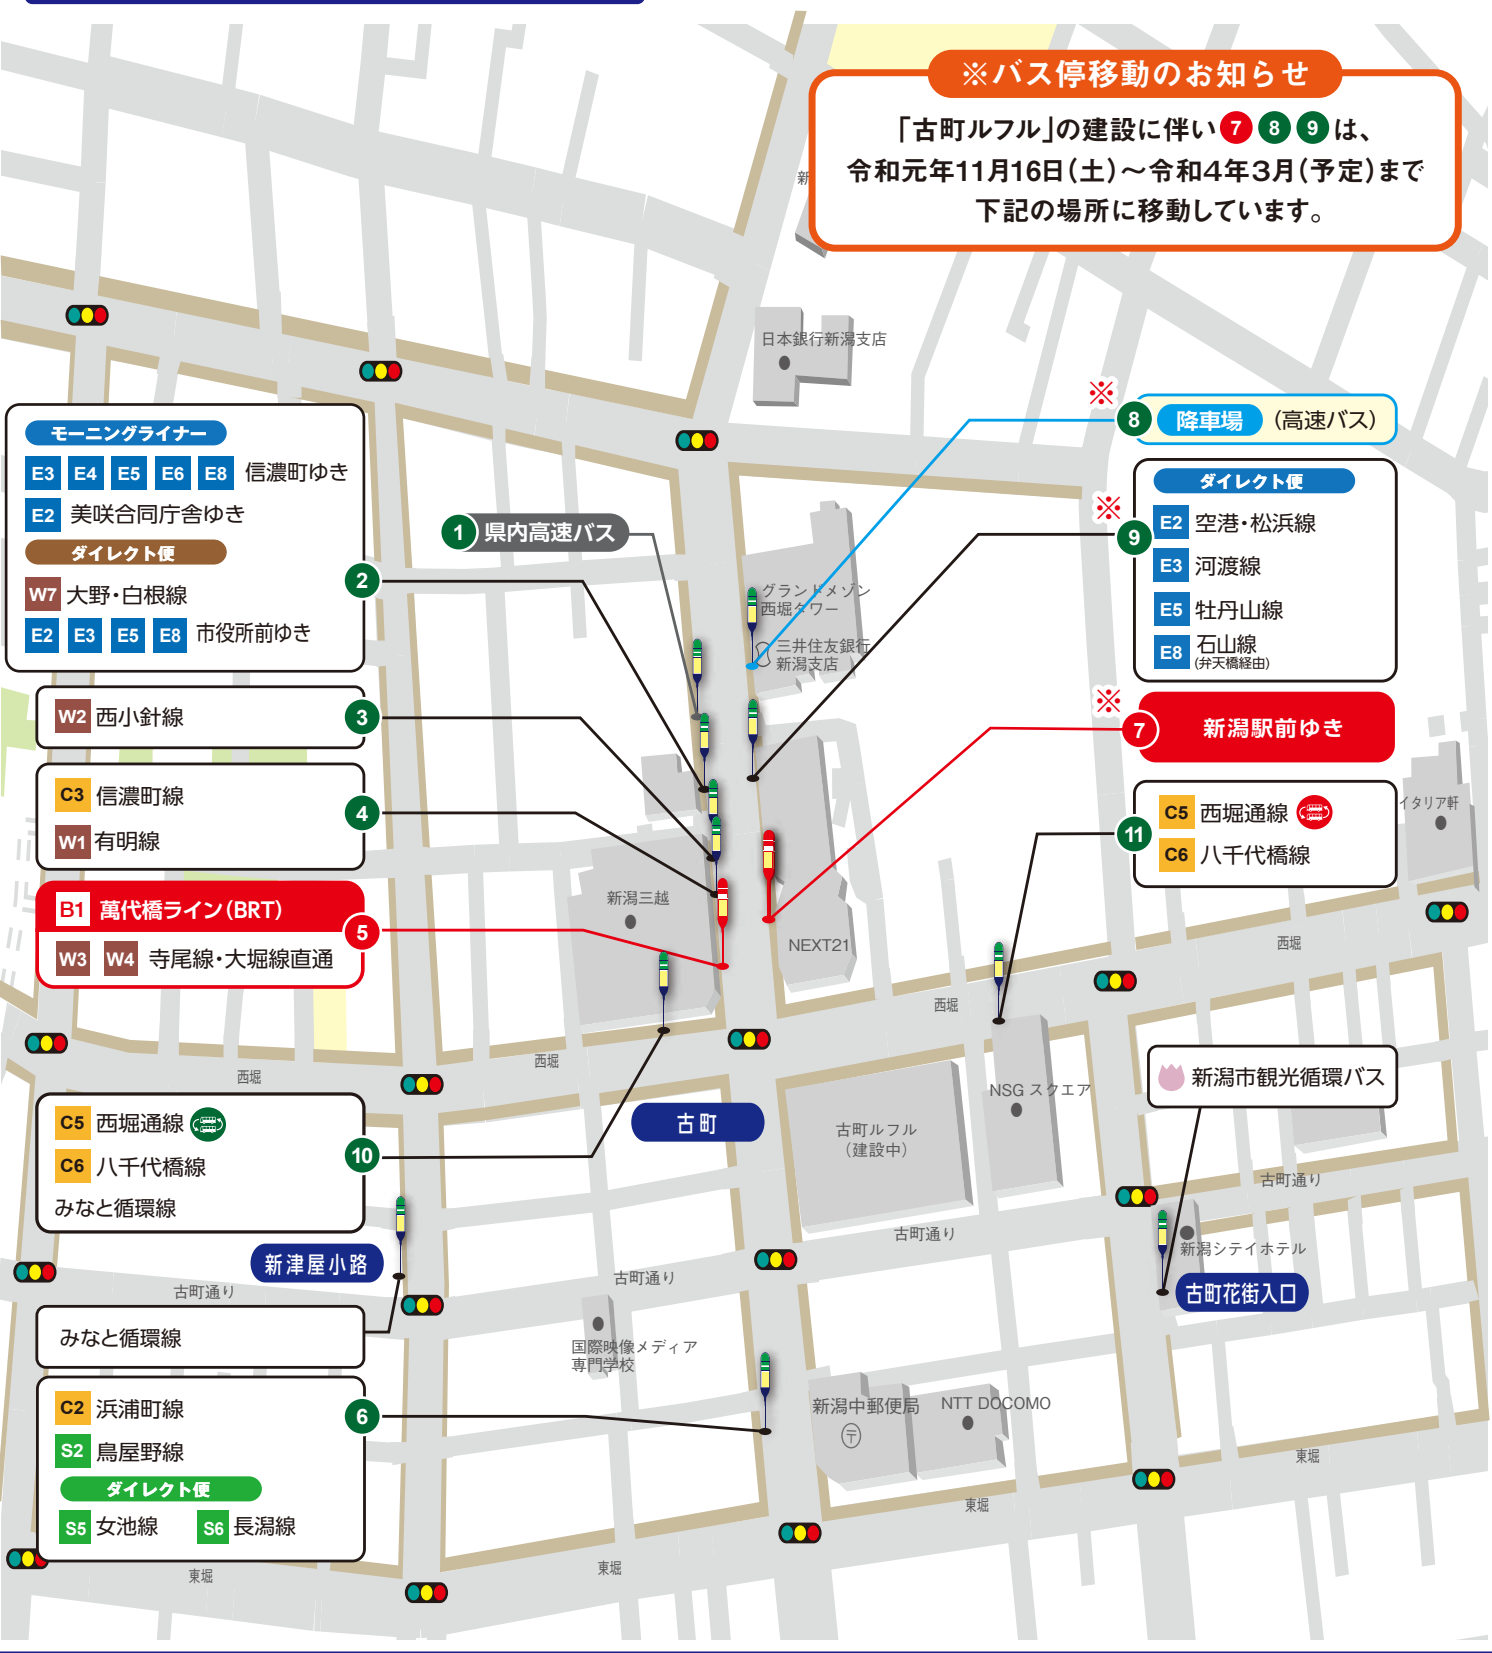 ※バス停移動のお知らせ
「古町ルフル」の建設に伴い 7 8 9 は、
令和元年11月16日(土)～令和4年3月(予定)まで
下記の場所に移動しています。
新
日本銀行新潟支店
モーニングライナー
E3 E4 E5 E6 E8 信濃町ゆき
E2 美咲合同庁舎ゆき
ダイレクト便
W7 大野・白根線
E2 E3 E5 E8 市役所前ゆき
2
1 県内高速バス
※
8 降車場 (高速バス)
※
9
ダイレクト便
E2 空港・松浜線
E3 河渡線
E5 牡丹山線
E8 石山線
(弁天橋経由)
グランドメゾン
西堀タワー
三井住友銀行
新潟支店
W2 西小針線 3
※
7 新潟駅前ゆき
C3 信濃町線
W1 有明線
4
11
C5 西堀通線
C6 八千代橋線
イタリア軒
B1 萬代橋ライン(BRT)
W3 W4 寺尾線・大堀線直通
5
新潟三越
NEXT21
西堀
西堀
西堀
西堀
C5 西堀通線
C6 八千代橋線
みなと循環線
10
古町
古町ルフル
(建設中)
NSG スクエア
新潟市観光循環バス
古町通り
古町通り
古町通り
古町通り
新津屋小路
新潟シテイホテル
古町花街入口
みなと循環線
国際映像メディア
専門学校
C2 浜浦町線
S2 鳥屋野線
ダイレクト便
S5 女池線 S6 長潟線
6
新潟中郵便局
〒
NTT DOCOMO
東堀
東堀
東堀
東堀